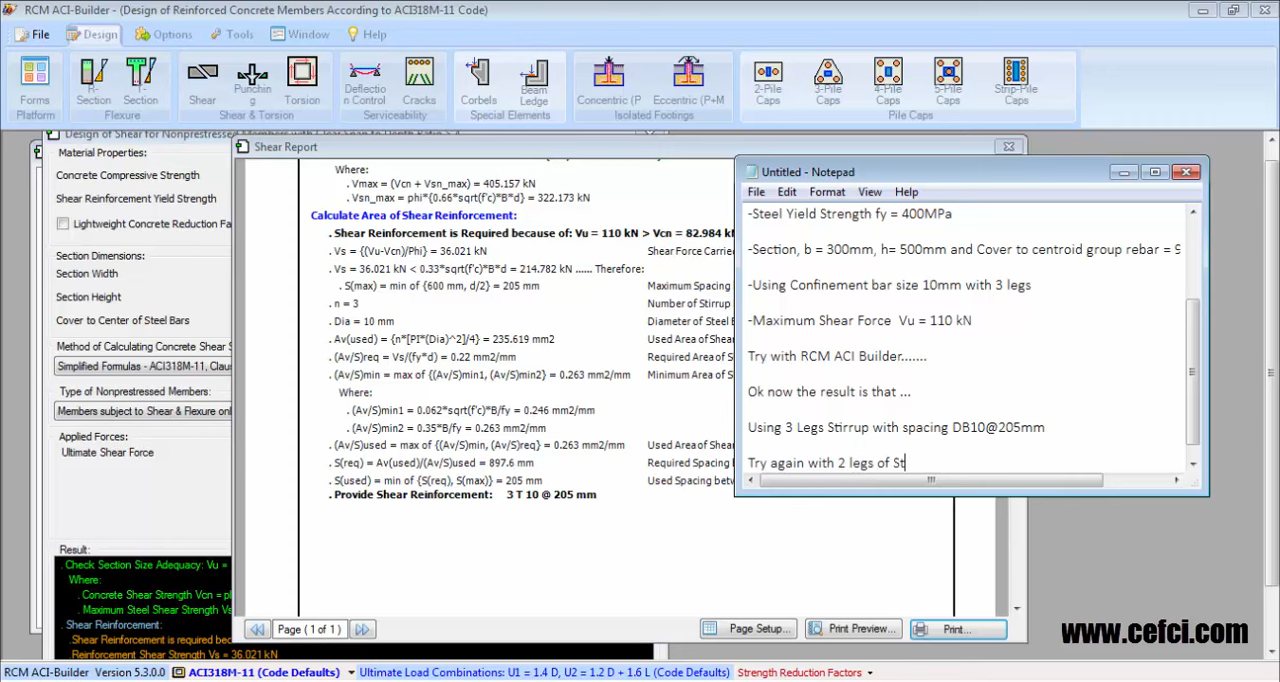 RCM ACI-Builder - (Design of Reinforced Concrete Members According to ACI318M-11 Code)
File Design Options Tools Window Help
Forms R-Section T-Section Shear Punching Torsion Deflection Control Cracks Corbels Beam Ledge Concentric (P Eccentric (P+M 2-Pile Caps 3-Pile Caps 4-Pile Caps 5-Pile Caps Strip-Pile Caps
Platform Flexure Shear & Torsion Serviceability Special Elements Isolated Footings Pile Caps
Design of Shear for Nonprestressed Members with Clear Span to Depth Ratio
Material Properties:
Concrete Compressive Strength
Shear Reinforcement Yield Strength
Lightweight Concrete Reduction Fa
Section Dimensions:
Section Width
Section Height
Cover to Center of Steel Bars
Method of Calculating Concrete Shear S
Simplified Formulas - ACI318M-11, Claus
Type of Nonprestressed Members:
Members subject to Shear & Flexure onl
Applied Forces:
Ultimate Shear Force
Result:
. Check Section Size Adequacy: Vu =
Where:
. Concrete Shear Strength Vcn = ph
. Maximum Steel Shear Strength Vs
. Shear Reinforcement:
. Shear Reinforcement is required becaus
. Reinforcement Strength Vs = 36.021 kN
Shear Report
Where:
. Vmax = (Vcn + Vsn_max) = 405.157 kN
. Vsn_max = phi*{0.66*sqrt(f'c)*B*d} = 322.173 kN
Calculate Area of Shear Reinforcement:
. Shear Reinforcement is Required because of: Vu = 110 kN > Vcn = 82.984 kN
. Vs = {(Vu-Vcn)/Phi} = 36.021 kN Shear Force Carrie
. Vs = 36.021 kN < 0.33*sqrt(f'c)*B*d = 214.782 kN ...... Therefore:
. S(max) = min of {600 mm, d/2} = 205 mm Maximum Spacing
. n = 3 Number of Stirrup
. Dia = 10 mm Diameter of Steel B
. Av(used) = {n*[PI*(Dia)^2]/4} = 235.619 mm2 Used Area of Shear
. (Av/S)req = Vs/(fy*d) = 0.22 mm2/mm Required Area of S
. (Av/S)min = max of {(Av/S)min1, (Av/S)min2} = 0.263 mm2/mm Minimum Area of S
Where:
. (Av/S)min1 = 0.062*sqrt(f'c)*B/fy = 0.246 mm2/mm
. (Av/S)min2 = 0.35*B/fy = 0.263 mm2/mm
. (Av/S)used = max of {(Av/S)min, (Av/S)req} = 0.263 mm2/mm Used Area of Shear
. S(req) = Av(used)/(Av/S)used = 897.6 mm Required Spacing b
. S(used) = min of {S(req), S(max)} = 205 mm Used Spacing betw
. Provide Shear Reinforcement: 3 T 10 @ 205 mm
Page ( 1 of 1 ) Page Setup... Print Preview... Print...
Untitled - Notepad
File Edit Format View Help
-Steel Yield Strength fy = 400MPa
-Section, b = 300mm, h= 500mm and Cover to centroid group rebar = 9
-Using Confinement bar size 10mm with 3 legs
-Maximum Shear Force Vu = 110 kN
Try with RCM ACI Builder.......
Ok now the result is that ...
Using 3 Legs Stirrup with spacing DB10@205mm
Try again with 2 legs of St
www.cefci.com
RCM ACI-Builder Version 5.3.0.0 ACI318M-11 (Code Defaults) Ultimate Load Combinations: U1 = 1.4 D, U2 = 1.2 D + 1.6 L (Code Defaults) Strength Reduction Factors